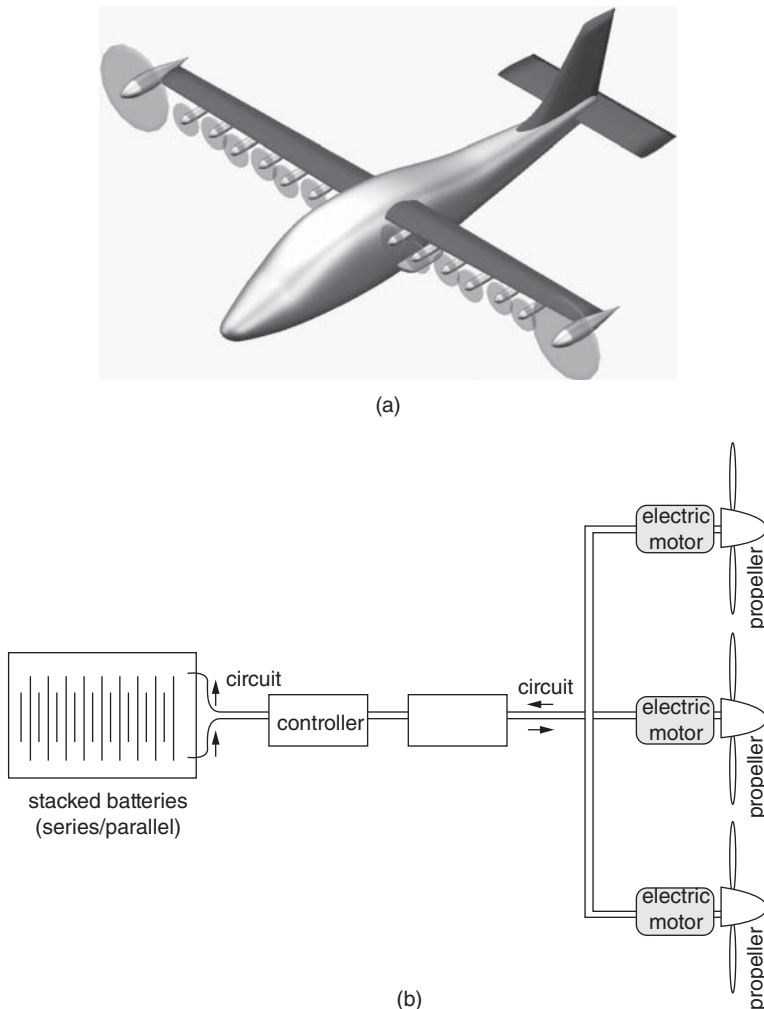 (a)
electric
motor
propeller
circuit
circuit
controller
electric
motor
propeller
stacked batteries
(series/parallel)
electric
motor
propeller
(b)